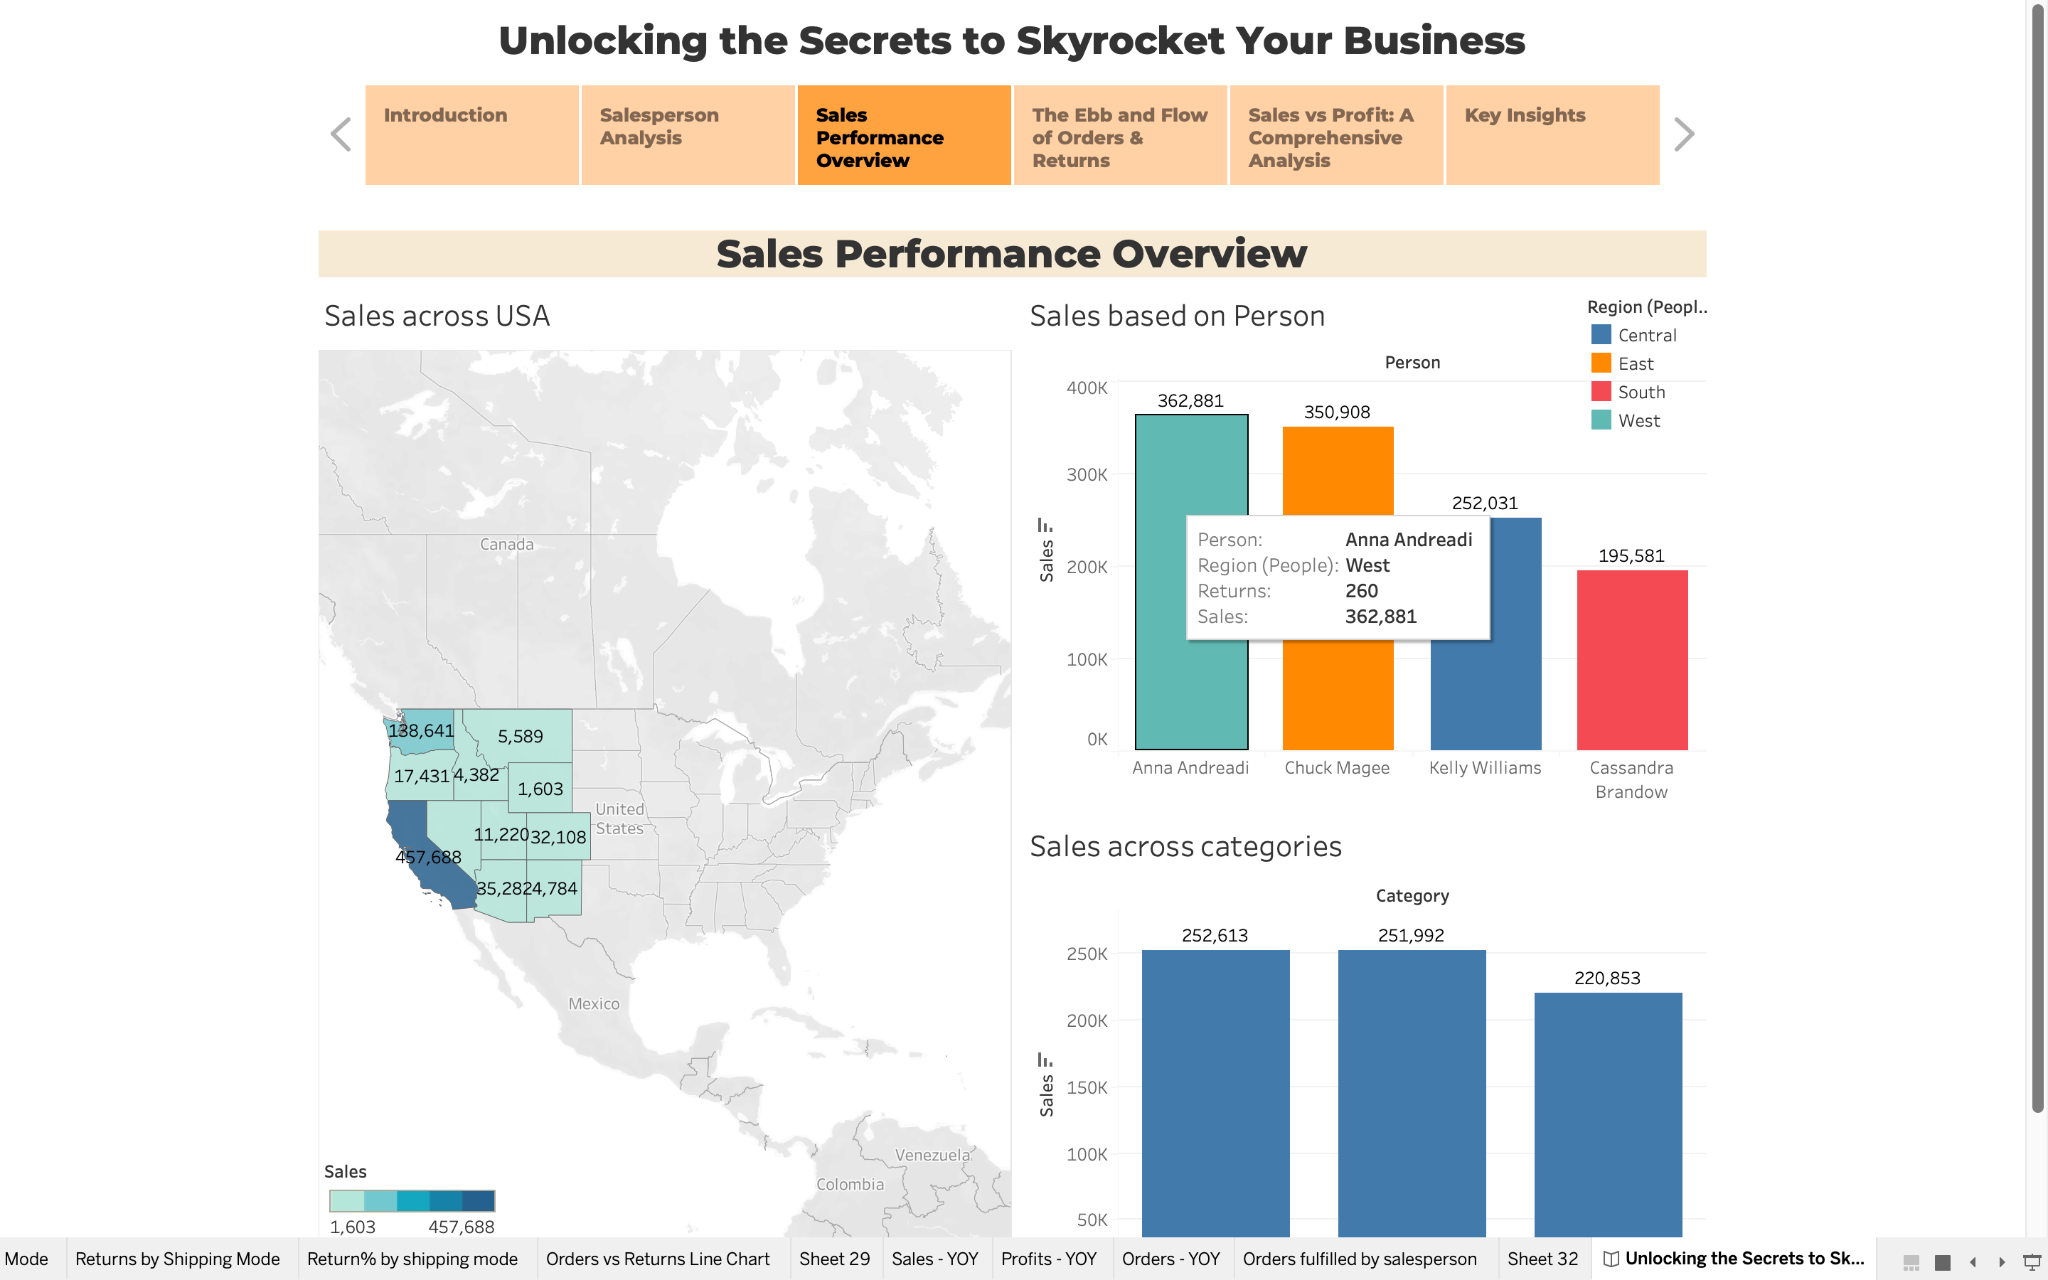 Unlocking the Secrets to Skyrocket Your Business
Introduction
Salesperson
Analysis
Sales
Performance
Overview
The Ebb and Flow
of Orders &
Returns
Sales vs Profit: A
Comprehensive
Analysis
Key Insights
Sales Performance Overview
Sales across USA
Canada
United
States
Mexico
Venezuela
Colombia
138,641
5,589
17,431
4,382
1,603
11,220
32,108
457,688
35,282
4,784
Sales
1,603
457,688
Sales based on Person
Region (Peopl..
Central
East
South
West
Person
400K
300K
200K
100K
0K
Sales
362,881
350,908
252,031
195,581
Person: Anna Andreadi
Region (People): West
Returns: 260
Sales: 362,881
Anna Andreadi
Chuck Magee
Kelly Williams
Cassandra
Brandow
Sales across categories
Category
250K
200K
150K
100K
50K
Sales
252,613
251,992
220,853
Mode
Returns by Shipping Mode
Return% by shipping mode
Orders vs Returns Line Chart
Sheet 29
Sales - YOY
Profits - YOY
Orders - YOY
Orders fulfilled by salesperson
Sheet 32
Unlocking the Secrets to Sk...